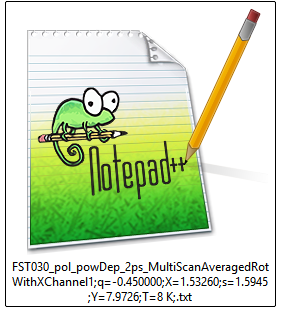 Notepad++
FST030_pol_powDep_2ps_MultiScanAveragedRot
WithXChannel1;q=-0.450000;X=1.53260;s=1.5945
;Y=7.9726;T=8 K;.txt